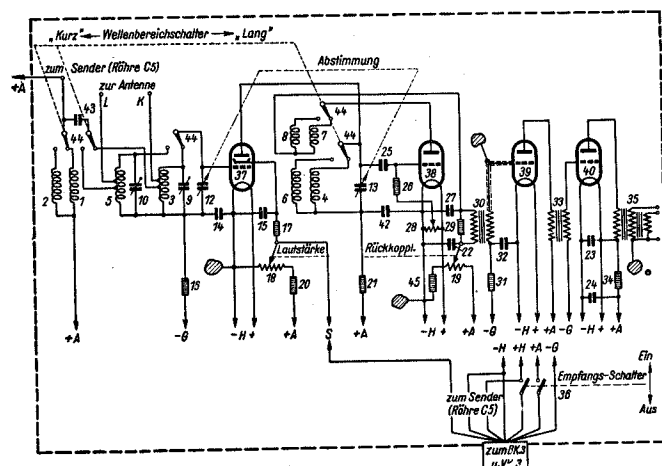 „Kurz“ Wellenbereichschalter „Lang“
zum Sender (Röhre C5)
zur Antenne
Abstimmung
+A
43
L
K
44
44
44
44
37
8
7
25
38
39
40
2
1
5
10
3
9
12
6
4
13
26
14
15
17
42
28
27
29
30
33
35
22
32
23
Lautstärke
Rückkoppl.
16
18
20
21
45
19
31
24
34
+A
-G
-H
+
+A
S
+A
-H
+
+A
-G
-H
+
+A
-G
-H
+
+A
-H
+H
+A
-G
Ein
zum Sender
(Röhre C5)
Empfangs-Schalter
36
Aus
zum BK.3